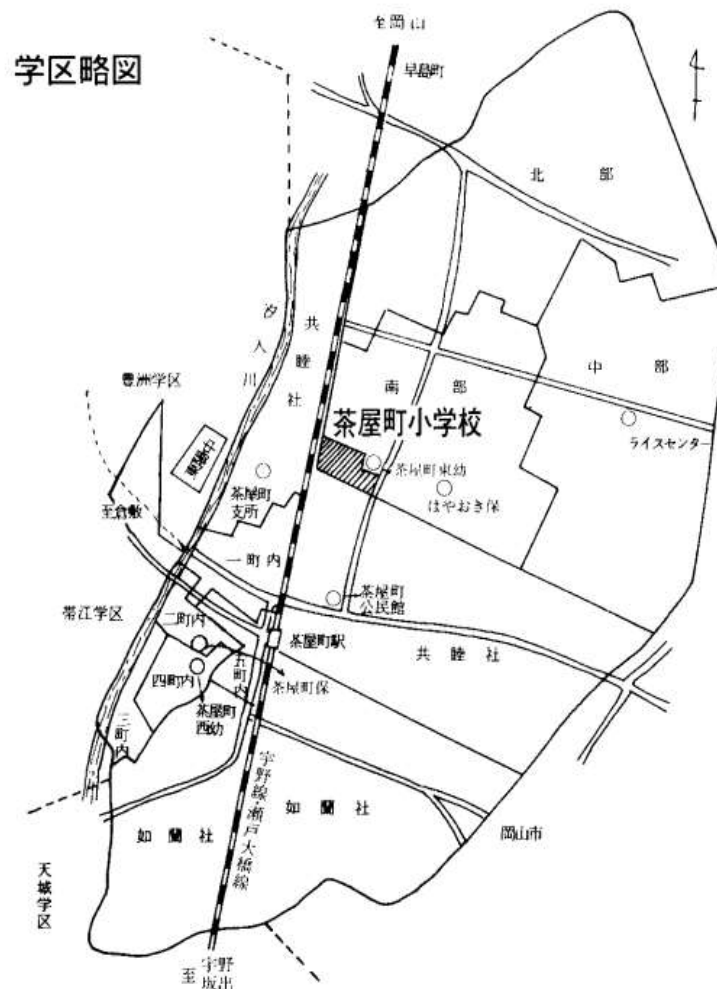 学区略図
至岡山
早島町
北部
汐入川
共睦社
豊洲学区
南部
中部
茶屋町小学校
ライスセンター
茶屋町東幼
はやおき保
茶屋町
支所
至倉敷
一町内
茶屋町
公民館
帯江学区
二町内
茶屋町駅
共睦社
四町内
五町内
茶屋町保
三町内
茶屋町
西幼
宇野線・瀬戸大橋線
如蘭社
如蘭社
岡山市
天城学区
至
宇野
坂出